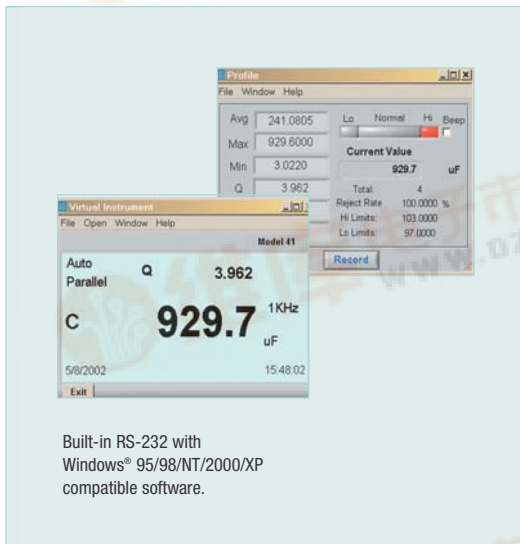 Profile
File Window Help
Avg 241.0805 Lo Normal Hi Beep
Max 929.6000 Current Value
Min 3.0220 929.7 uF
Q 3.962 Total: 4
Reject Rate 100.0000 %
Hi Limits: 103.0000
Lo Limits: 97.0000
Record
Virtual Instrument
File Open Window Help
Model 41
Auto Q 3.962
Parallel
C 929.7 1KHz
uF
5/8/2002 15:48:02
Exit
Built-in RS-232 with
Windows® 95/98/NT/2000/XP
compatible software.